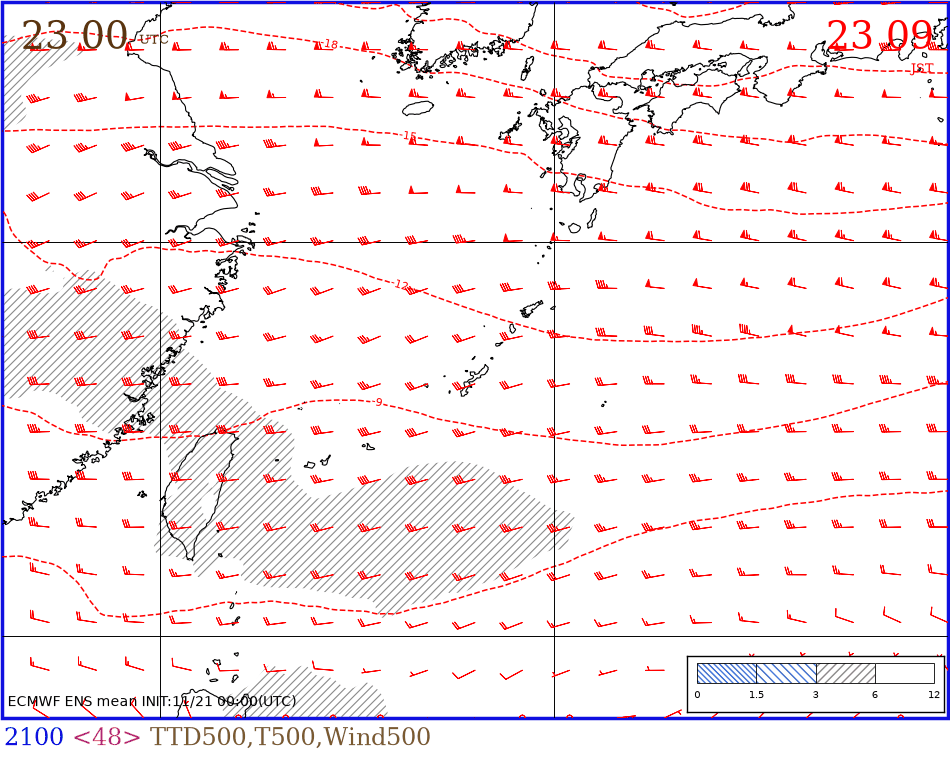 23 00 UTC
23 09
JST
-18
-15
-12
-9
0 1.5 3 6 12
ECMWF ENS mean INIT:11/21 00:00(UTC)
2100 <48> TTD500,T500,Wind500